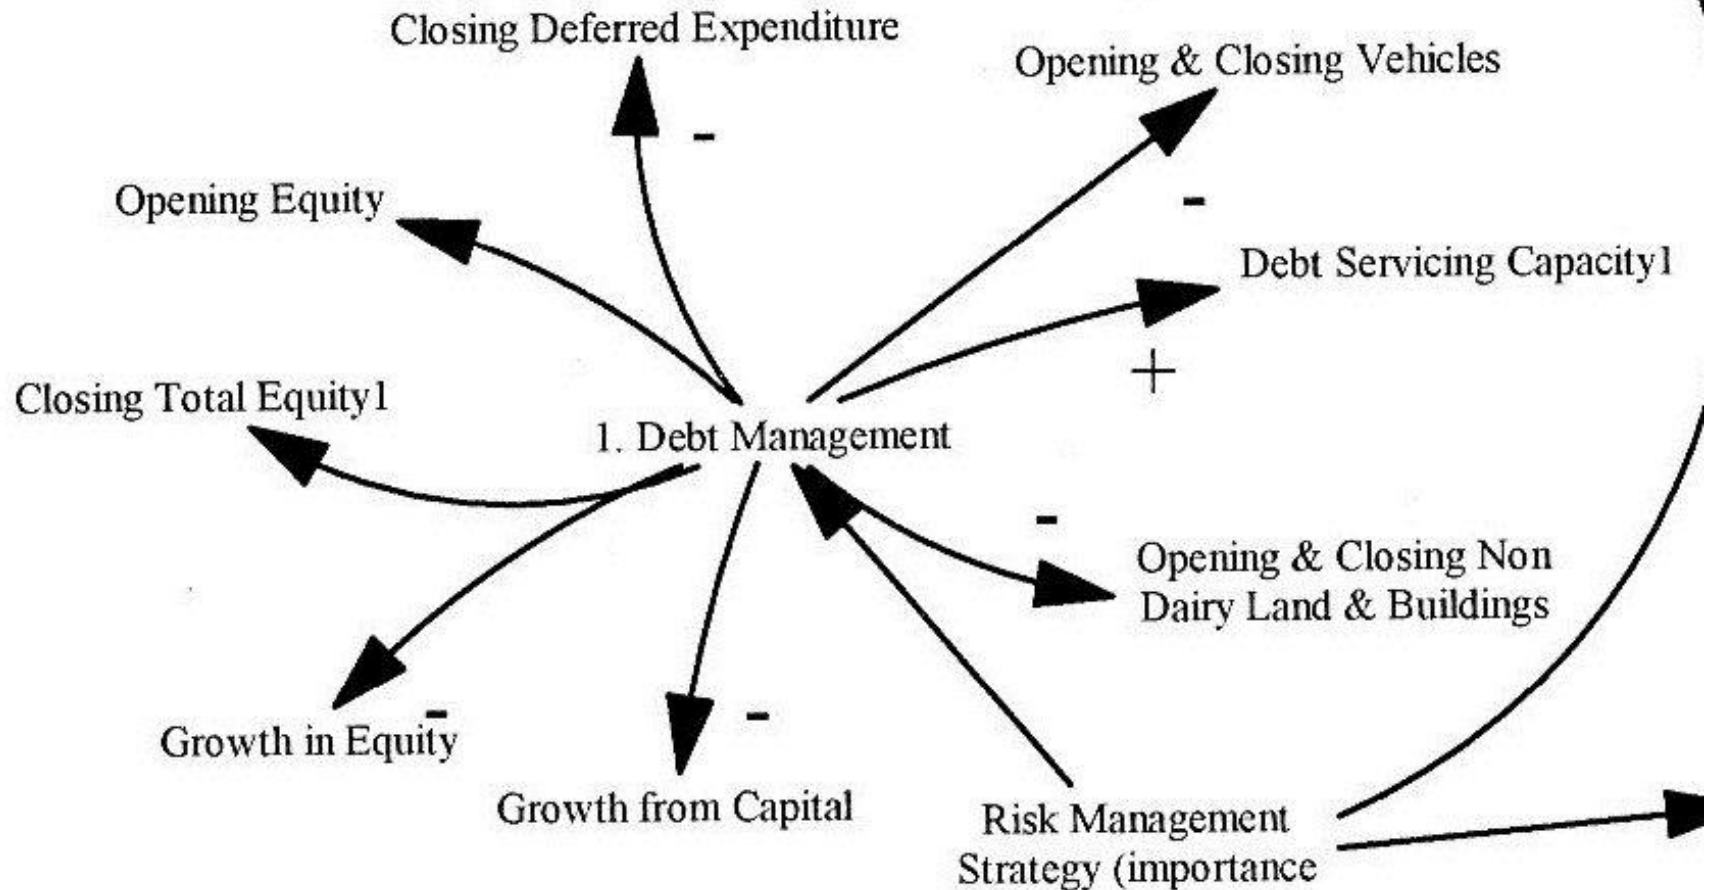 Closing Deferred Expenditure
Opening & Closing Vehicles
-
Opening Equity
-
Debt Servicing Capacity1
+
Closing Total Equity1
1. Debt Management
-
Opening & Closing Non
Dairy Land & Buildings
-
-
Growth in Equity
Growth from Capital
Risk Management
Strategy (importance